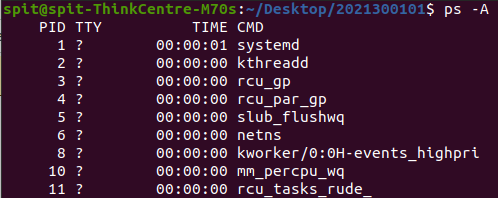 spit@spit-ThinkCentre-M70s:~/Desktop/2021300101$ ps -A
PID TTY TIME CMD
1 ? 00:00:01 systemd
2 ? 00:00:00 kthreadd
3 ? 00:00:00 rcu_gp
4 ? 00:00:00 rcu_par_gp
5 ? 00:00:00 slub_flushwq
6 ? 00:00:00 netns
8 ? 00:00:00 kworker/0:0H-events_highpri
10 ? 00:00:00 mm_percpu_wq
11 ? 00:00:00 rcu_tasks_rude_